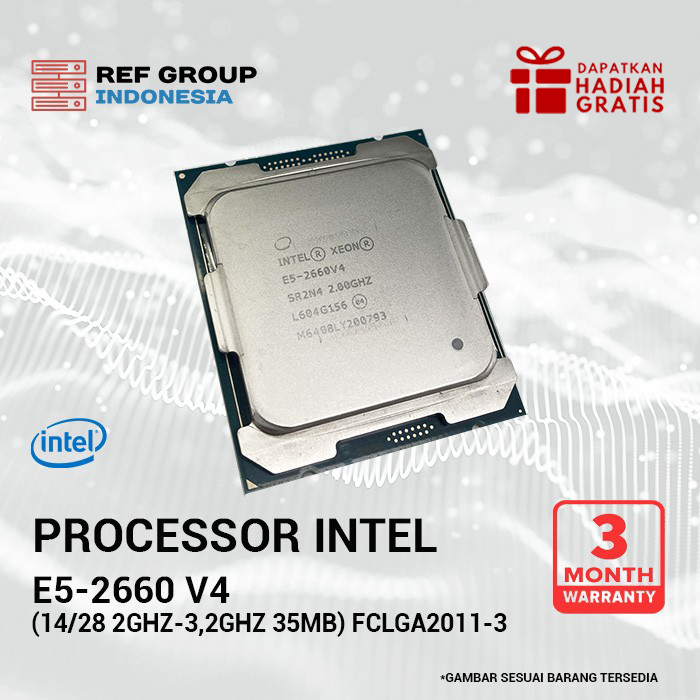 REF GROUP
INDONESIA
DAPATKAN
HADIAH
GRATIS
INTEL® XEON®
E5-2660V4
SR2N4 2.00GHZ
L604G156 e4
M6408LY200793
intel
PROCESSOR INTEL
E5-2660 V4
(14/28 2GHZ-3,2GHZ 35MB) FCLGA2011-3
3
MONTH
WARRANTY
*GAMBAR SESUAI BARANG TERSEDIA